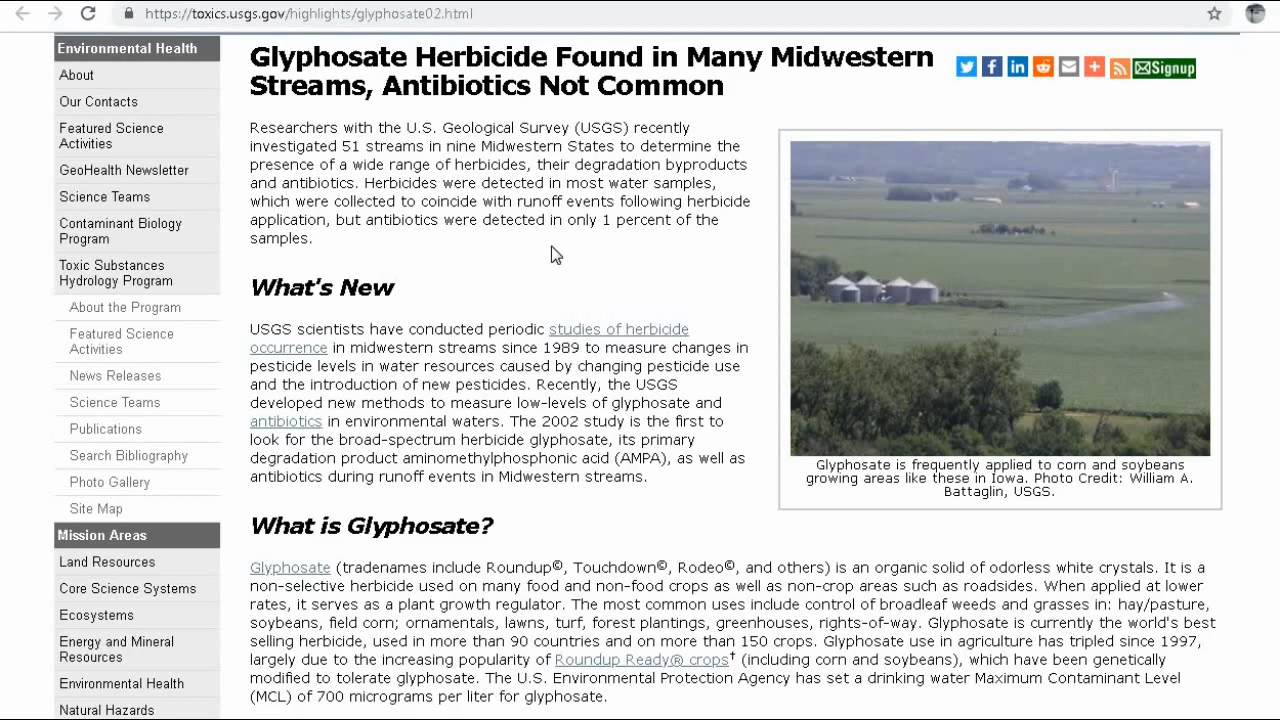 https://toxics.usgs.gov/highlights/glyphosate02.html
Environmental Health
About
Our Contacts
Featured Science
Activities
GeoHealth Newsletter
Science Teams
Contaminant Biology
Program
Toxic Substances
Hydrology Program
About the Program
Featured Science
Activities
News Releases
Science Teams
Publications
Search Bibliography
Photo Gallery
Site Map
Mission Areas
Land Resources
Core Science Systems
Ecosystems
Energy and Mineral
Resources
Environmental Health
Natural Hazards
Glyphosate Herbicide Found in Many Midwestern
Streams, Antibiotics Not Common
Signup
Researchers with the U.S. Geological Survey (USGS) recently
investigated 51 streams in nine Midwestern States to determine the
presence of a wide range of herbicides, their degradation byproducts
and antibiotics. Herbicides were detected in most water samples,
which were collected to coincide with runoff events following herbicide
application, but antibiotics were detected in only 1 percent of the
samples.
What's New
USGS scientists have conducted periodic studies of herbicide
occurrence in midwestern streams since 1989 to measure changes in
pesticide levels in water resources caused by changing pesticide use
and the introduction of new pesticides. Recently, the USGS
developed new methods to measure low-levels of glyphosate and
antibiotics in environmental waters. The 2002 study is the first to
look for the broad-spectrum herbicide glyphosate, its primary
degradation product aminomethylphosphonic acid (AMPA), as well as
antibiotics during runoff events in Midwestern streams.
Glyphosate is frequently applied to corn and soybeans
growing areas like these in Iowa. Photo Credit: William A.
Battaglin, USGS.
What is Glyphosate?
Glyphosate (tradenames include Roundup©, Touchdown©, Rodeo©, and others) is an organic solid of odorless white crystals. It is a
non-selective herbicide used on many food and non-food crops as well as non-crop areas such as roadsides. When applied at lower
rates, it serves as a plant growth regulator. The most common uses include control of broadleaf weeds and grasses in: hay/pasture,
soybeans, field corn; ornamentals, lawns, turf, forest plantings, greenhouses, rights-of-way. Glyphosate is currently the world's best
selling herbicide, used in more than 90 countries and on more than 150 crops. Glyphosate use in agriculture has tripled since 1997,
largely due to the increasing popularity of Roundup Ready® crops† (including corn and soybeans), which have been genetically
modified to tolerate glyphosate. The U.S. Environmental Protection Agency has set a drinking water Maximum Contaminant Level
(MCL) of 700 micrograms per liter for glyphosate.